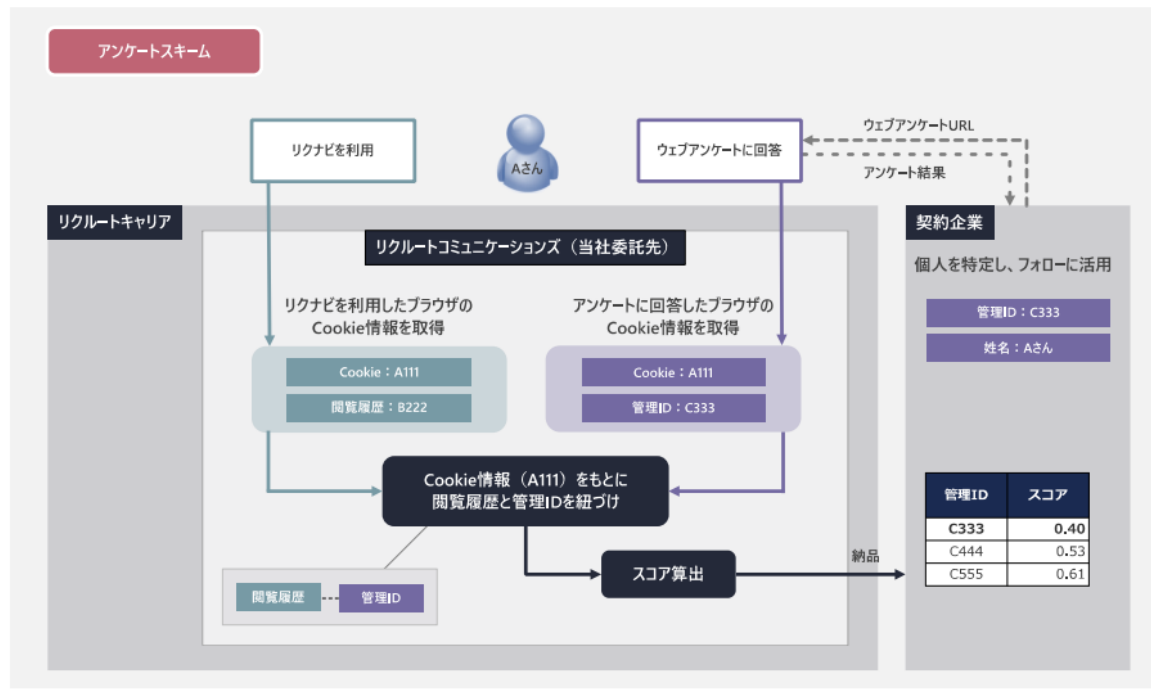 アンケートスキーム
リクナビを利用
Aさん
ウェブアンケートに回答
ウェブアンケートURL
アンケート結果
リクルートキャリア
リクルートコミュニケーションズ（当社委託先）
リクナビを利用したブラウザの
Cookie情報を取得
Cookie：A111
閲覧履歴：B222
アンケートに回答したブラウザの
Cookie情報を取得
Cookie：A111
管理ID：C333
Cookie情報（A111）をもとに
閲覧履歴と管理IDを紐づけ
閲覧履歴
管理ID
スコア算出
納品
契約企業
個人を特定し、フォローに活用
管理ID：C333
姓名：Aさん
管理ID スコア
C333 0.40
C444 0.53
C555 0.61